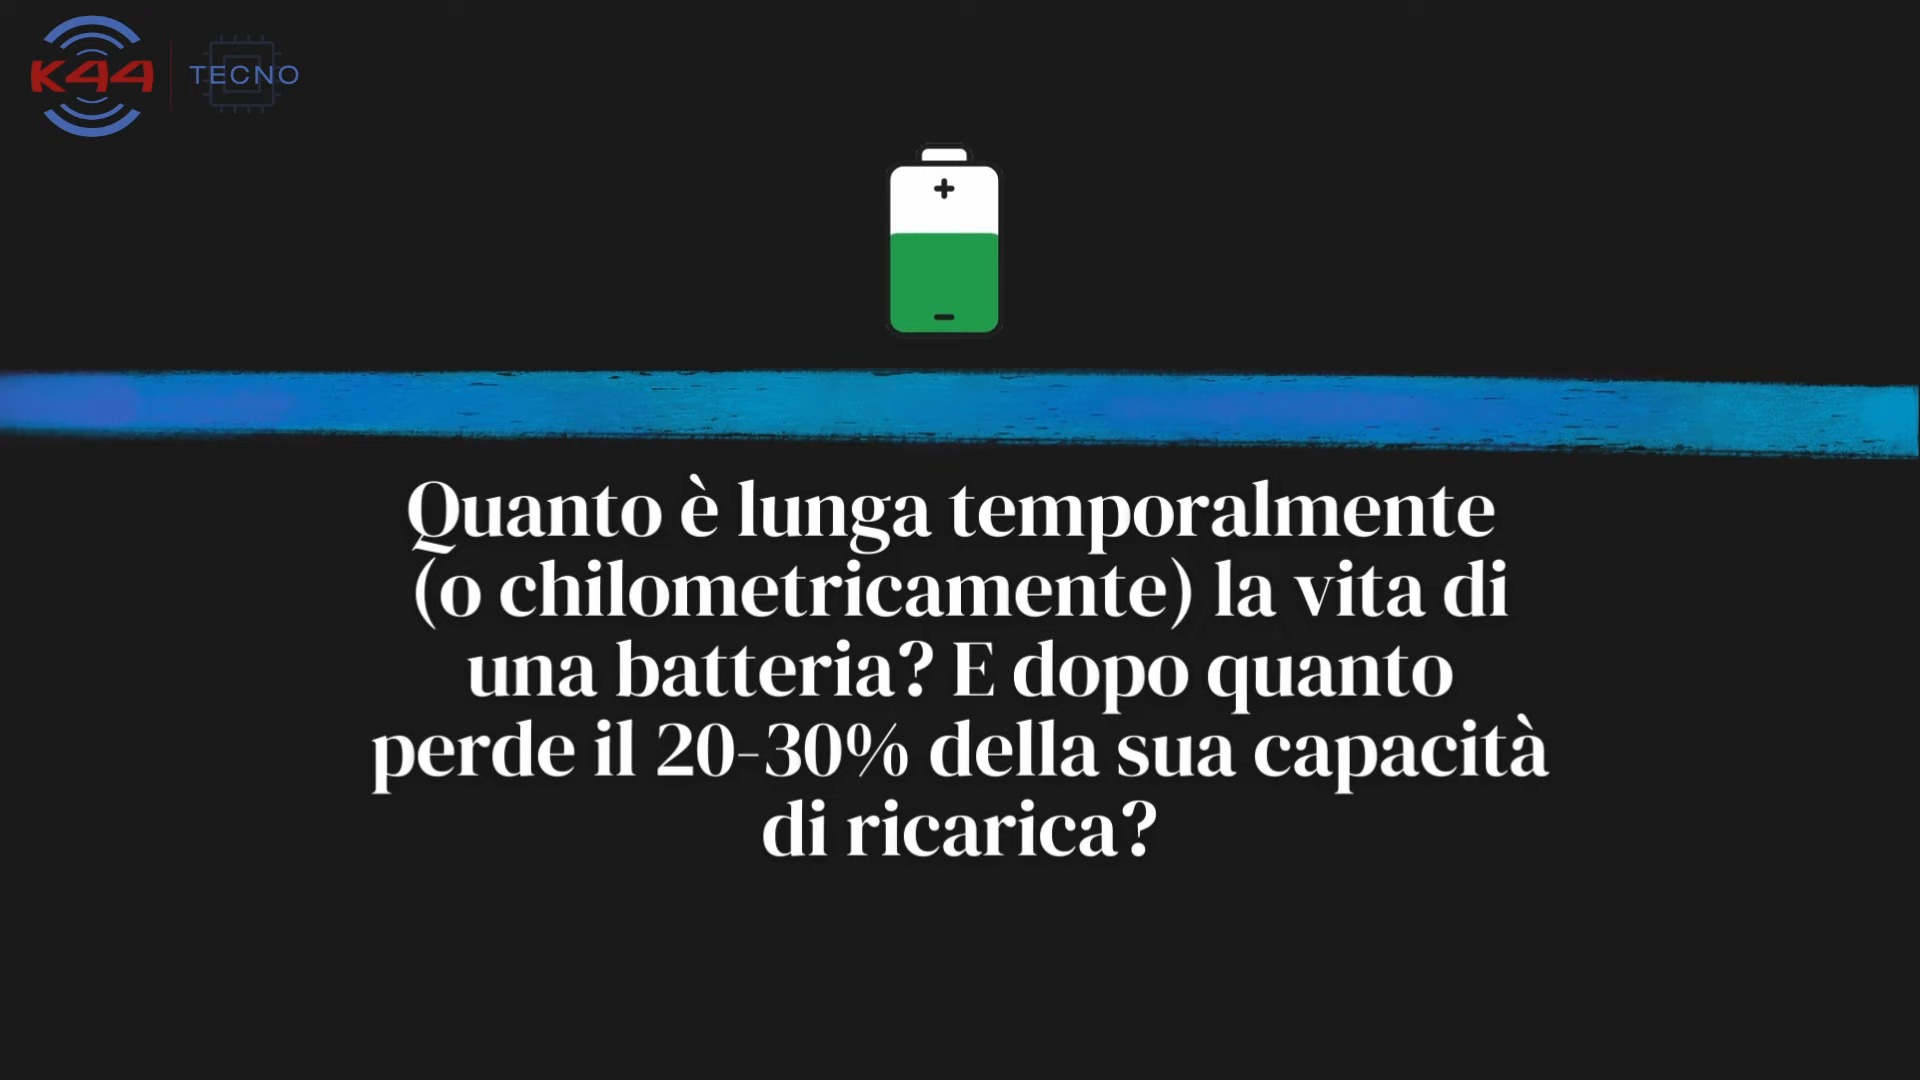 K44
TECNO
Quanto è lunga temporalmente
(o chilometricamente) la vita di
una batteria? E dopo quanto
perde il 20-30% della sua capacità
di ricarica?